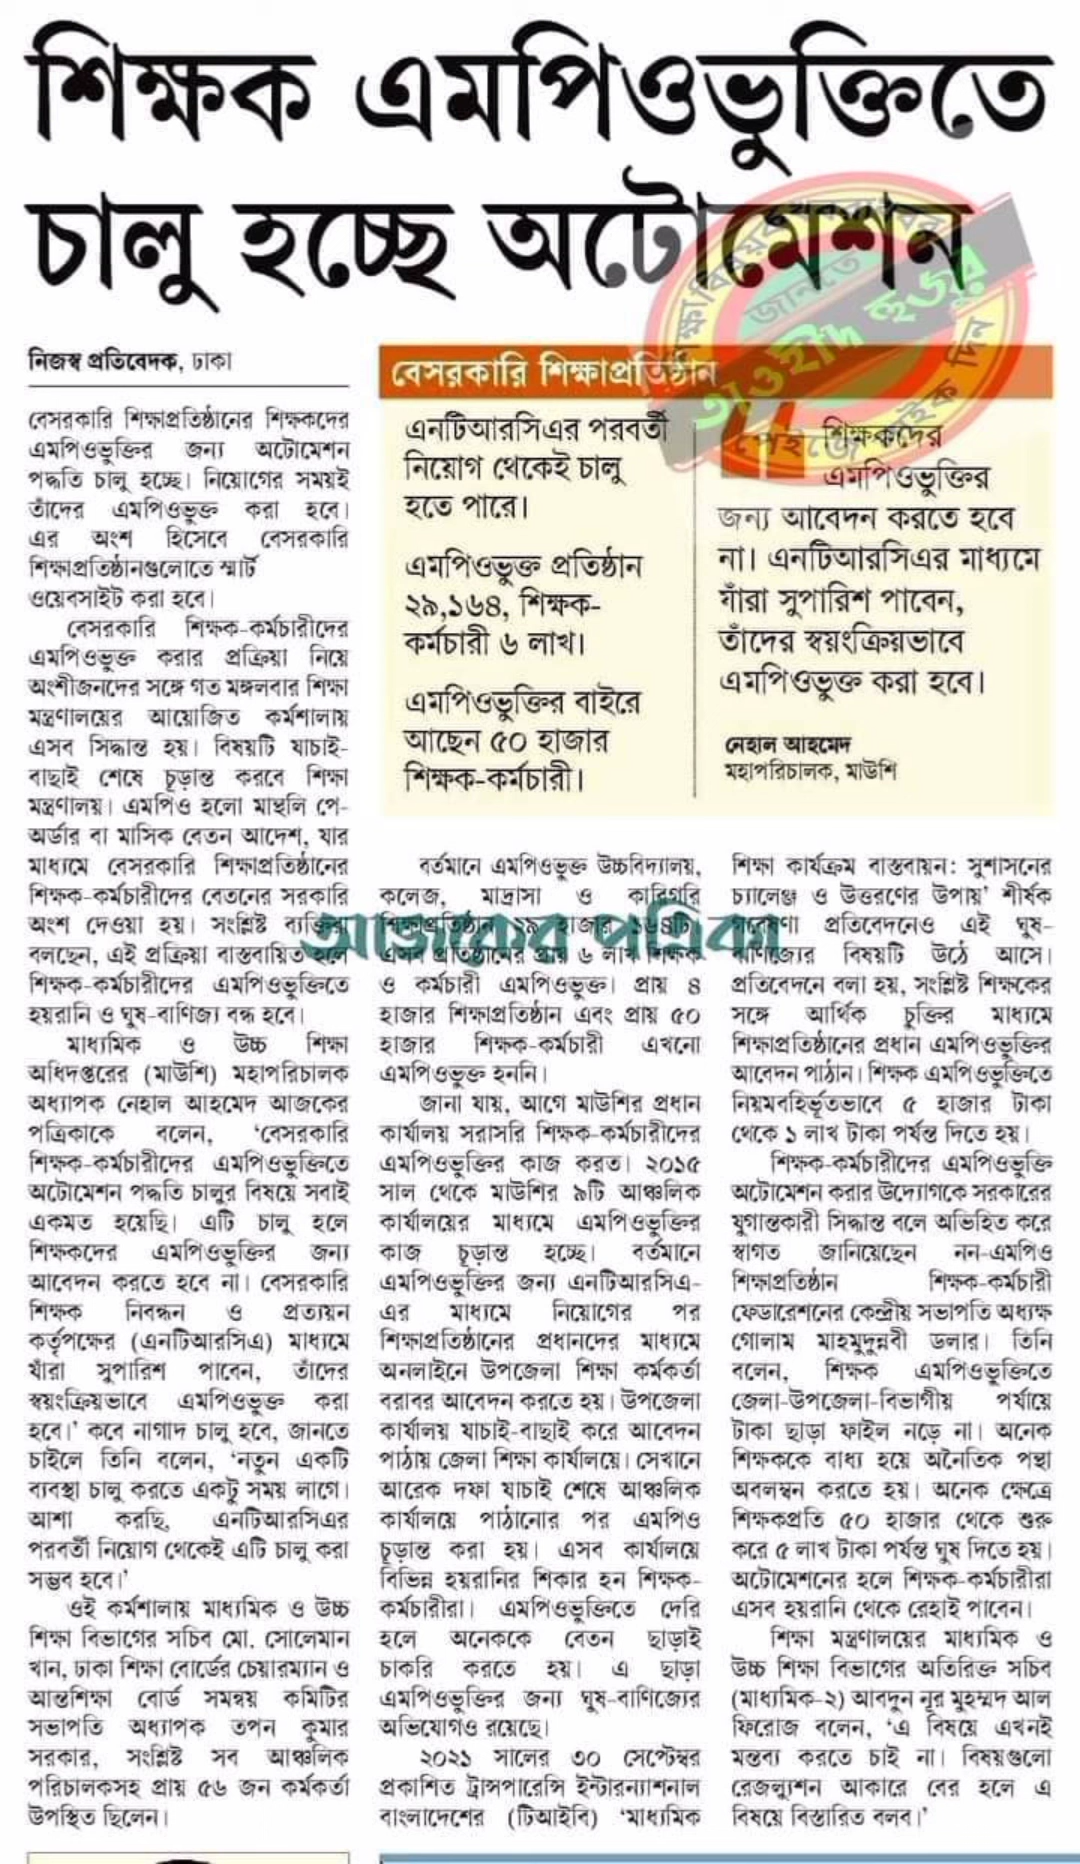 শিক্ষক এমপিওভুক্তিতে
চালু হচ্ছে অটোমেশন
নিজস্ব প্রতিবেদক, ঢাকা
বেসরকারি শিক্ষাপ্রতিষ্ঠানের শিক্ষকদের
এমপিওভুক্তির জন্য অটোমেশন
পদ্ধতি চালু হচ্ছে। নিয়োগের সময়ই
তাঁদের এমপিওভুক্ত করা হবে।
এর অংশ হিসেবে বেসরকারি
শিক্ষাপ্রতিষ্ঠানগুলোতে স্মার্ট
ওয়েবসাইট করা হবে।
বেসরকারি শিক্ষক-কর্মচারীদের
এমপিওভুক্ত করার প্রক্রিয়া নিয়ে
অংশীজনদের সঙ্গে গত মঙ্গলবার শিক্ষা
মন্ত্রণালয়ের আয়োজিত কর্মশালায়
এসব সিদ্ধান্ত হয়। বিষয়টি যাচাই-
বাছাই শেষে চূড়ান্ত করবে শিক্ষা
মন্ত্রণালয়। এমপিও হলো মান্থলি পে-
অর্ডার বা মাসিক বেতন আদেশ, যার
মাধ্যমে বেসরকারি শিক্ষাপ্রতিষ্ঠানের
শিক্ষক-কর্মচারীদের বেতনের সরকারি
অংশ দেওয়া হয়। সংশ্লিষ্ট ব্যক্তিরা
বলছেন, এই প্রক্রিয়া বাস্তবায়িত হলে
শিক্ষক-কর্মচারীদের এমপিওভুক্তিতে
হয়রানি ও ঘুষ-বাণিজ্য বন্ধ হবে।
মাধ্যমিক ও উচ্চ শিক্ষা
অধিদপ্তরের (মাউশি) মহাপরিচালক
অধ্যাপক নেহাল আহমেদ আজকের
পত্রিকাকে বলেন, ‘বেসরকারি
শিক্ষক-কর্মচারীদের এমপিওভুক্তিতে
অটোমেশন পদ্ধতি চালুর বিষয়ে সবাই
একমত হয়েছি। এটি চালু হলে
শিক্ষকদের এমপিওভুক্তির জন্য
আবেদন করতে হবে না। বেসরকারি
শিক্ষক নিবন্ধন ও প্রত্যয়ন
কর্তৃপক্ষের (এনটিআরসিএ) মাধ্যমে
যাঁরা সুপারিশ পাবেন, তাঁদের
স্বয়ংক্রিয়ভাবে এমপিওভুক্ত করা
হবে।’ কবে নাগাদ চালু হবে, জানতে
চাইলে তিনি বলেন, ‘নতুন একটি
ব্যবস্থা চালু করতে একটু সময় লাগে।
আশা করছি, এনটিআরসিএর
পরবর্তী নিয়োগ থেকেই এটি চালু করা
সম্ভব হবে।’
ওই কর্মশালায় মাধ্যমিক ও উচ্চ
শিক্ষা বিভাগের সচিব মো. সোলেমান
খান, ঢাকা শিক্ষা বোর্ডের চেয়ারম্যান ও
আন্তশিক্ষা বোর্ড সমন্বয় কমিটির
সভাপতি অধ্যাপক তপন কুমার
সরকার, সংশ্লিষ্ট সব আঞ্চলিক
পরিচালকসহ প্রায় ৫৬ জন কর্মকর্তা
উপস্থিত ছিলেন।
বেসরকারি শিক্ষাপ্রতিষ্ঠান
এনটিআরসিএর পরবর্তী
নিয়োগ থেকেই চালু
হতে পারে।
এমপিওভুক্ত প্রতিষ্ঠান
২৯,১৬৪, শিক্ষক-
কর্মচারী ৬ লাখ।
এমপিওভুক্তির বাইরে
আছেন ৫০ হাজার
শিক্ষক-কর্মচারী।
শিক্ষকদের
এমপিওভুক্তির
জন্য আবেদন করতে হবে
না। এনটিআরসিএর মাধ্যমে
যাঁরা সুপারিশ পাবেন,
তাঁদের স্বয়ংক্রিয়ভাবে
এমপিওভুক্ত করা হবে।
নেহাল আহমেদ
মহাপরিচালক, মাউশি
বর্তমানে এমপিওভুক্ত উচ্চবিদ্যালয়,
কলেজ, মাদ্রাসা ও কারিগরি
শিক্ষাপ্রতিষ্ঠান ২৯ হাজার ১৬৪টি।
এসব প্রতিষ্ঠানের প্রায় ৬ লাখ শিক্ষক
ও কর্মচারী এমপিওভুক্ত। প্রায় ৪
হাজার শিক্ষাপ্রতিষ্ঠান এবং প্রায় ৫০
হাজার শিক্ষক-কর্মচারী এখনো
এমপিওভুক্ত হননি।
জানা যায়, আগে মাউশির প্রধান
কার্যালয় সরাসরি শিক্ষক-কর্মচারীদের
এমপিওভুক্তির কাজ করত। ২০১৫
সাল থেকে মাউশির ৯টি আঞ্চলিক
কার্যালয়ের মাধ্যমে এমপিওভুক্তির
কাজ চূড়ান্ত হচ্ছে। বর্তমানে
এমপিওভুক্তির জন্য এনটিআরসিএ-
এর মাধ্যমে নিয়োগের পর
শিক্ষাপ্রতিষ্ঠানের প্রধানদের মাধ্যমে
অনলাইনে উপজেলা শিক্ষা কর্মকর্তা
বরাবর আবেদন করতে হয়। উপজেলা
কার্যালয় যাচাই-বাছাই করে আবেদন
পাঠায় জেলা শিক্ষা কার্যালয়ে। সেখানে
আরেক দফা যাচাই শেষে আঞ্চলিক
কার্যালয়ে পাঠানোর পর এমপিও
চূড়ান্ত করা হয়। এসব কার্যালয়ে
বিভিন্ন হয়রানির শিকার হন শিক্ষক-
কর্মচারীরা। এমপিওভুক্তিতে দেরি
হলে অনেককে বেতন ছাড়াই
চাকরি করতে হয়। এ ছাড়া
এমপিওভুক্তির জন্য ঘুষ-বাণিজ্যের
অভিযোগও রয়েছে।
২০২১ সালের ৩০ সেপ্টেম্বর
প্রকাশিত ট্রান্সপারেন্সি ইন্টারন্যাশনাল
বাংলাদেশের (টিআইবি) ‘মাধ্যমিক
শিক্ষা কার্যক্রম বাস্তবায়ন: সুশাসনের
চ্যালেঞ্জ ও উত্তরণের উপায়’ শীর্ষক
গবেষণা প্রতিবেদনেও এই ঘুষ-
বাণিজ্যের বিষয়টি উঠে আসে।
প্রতিবেদনে বলা হয়, সংশ্লিষ্ট শিক্ষকের
সঙ্গে আর্থিক চুক্তির মাধ্যমে
শিক্ষাপ্রতিষ্ঠানের প্রধান এমপিওভুক্তির
আবেদন পাঠান। শিক্ষক এমপিওভুক্তিতে
নিয়মবহির্ভূতভাবে ৫ হাজার টাকা
থেকে ১ লাখ টাকা পর্যন্ত দিতে হয়।
শিক্ষক-কর্মচারীদের এমপিওভুক্তি
অটোমেশন করার উদ্যোগকে সরকারের
যুগান্তকারী সিদ্ধান্ত বলে অভিহিত করে
স্বাগত জানিয়েছেন নন-এমপিও
শিক্ষাপ্রতিষ্ঠান শিক্ষক-কর্মচারী
ফেডারেশনের কেন্দ্রীয় সভাপতি অধ্যক্ষ
গোলাম মাহমুদুন্নবী ডলার। তিনি
বলেন, শিক্ষক এমপিওভুক্তিতে
জেলা-উপজেলা-বিভাগীয় পর্যায়ে
টাকা ছাড়া ফাইল নড়ে না। অনেক
শিক্ষককে বাধ্য হয়ে অনৈতিক পন্থা
অবলম্বন করতে হয়। অনেক ক্ষেত্রে
শিক্ষকপ্রতি ৫০ হাজার থেকে শুরু
করে ৫ লাখ টাকা পর্যন্ত ঘুষ দিতে হয়।
অটোমেশনের হলে শিক্ষক-কর্মচারীরা
এসব হয়রানি থেকে রেহাই পাবেন।
শিক্ষা মন্ত্রণালয়ের মাধ্যমিক ও
উচ্চ শিক্ষা বিভাগের অতিরিক্ত সচিব
(মাধ্যমিক-২) আবদুন নূর মুহম্মদ আল
ফিরোজ বলেন, ‘এ বিষয়ে এখনই
মন্তব্য করতে চাই না। বিষয়গুলো
রেজল্যুশন আকারে বের হলে এ
বিষয়ে বিস্তারিত বলব।’
আজকের পত্রিকা
জানতে
তাওহীদ হুজুর
পেইজে লাইক দিন